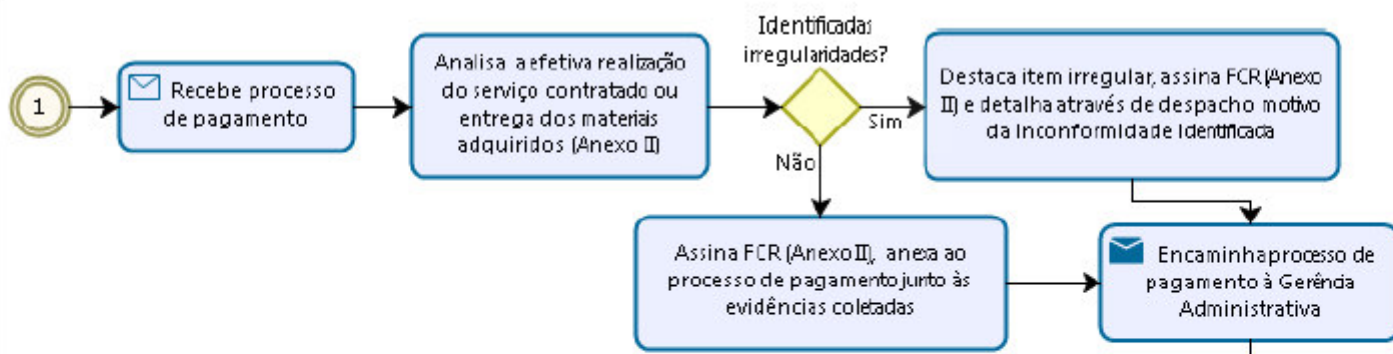 1
Recebe processo
de pagamento
Analisa a efetiva realização
do serviço contratado ou
entrega dos materiais
adquiridos (Anexo II)
Identificadas
irregularidades?
Sim
Não
Destaca item irregular, assina FCR (Anexo
II) e detalha através de despacho motivo
da inconformidade identificada
Assina FCR (Anexo II), anexa ao
processo de pagamento junto às
evidências coletadas
Encaminha processo de
pagamento à Gerência
Administrativa